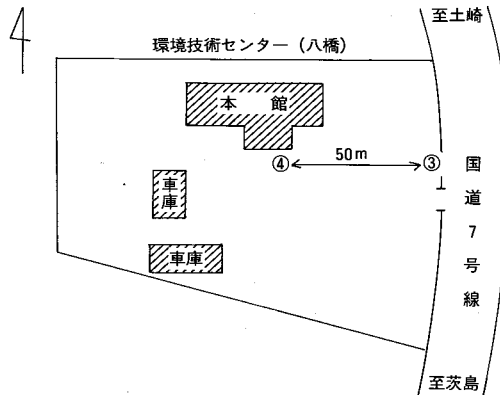 至土崎
環境技術センター (八橋)
本 館
④
50m
③
国道7号線
車庫
車庫
至茨島